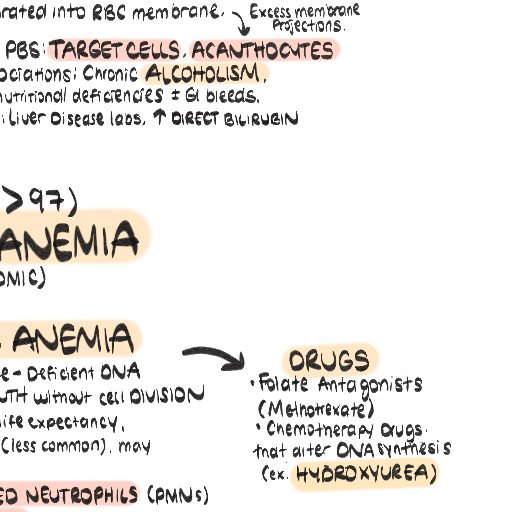 rated into RBC membrane. Excess membrane
Projections.
PBS: TARGET CELLS, ACANTHOCYTES
ociations: Chronic ALCOHOLISM,
nutritional deficiencies ± GI bleeds.
: Liver Disease labs, ↑ DIRECT BILIRUBIN
>97)
ANEMIA
OMIC)
ANEMIA
e - Deficient DNA
UTH without cell DIVISION
life expectancy,
(less common), may
ED NEUTROPHILS (PMNs)
DRUGS
• Folate Antagonists
(Methotrexate)
• Chemotherapy Drugs
that alter DNA synthesis
(ex. HYDROXYUREA)